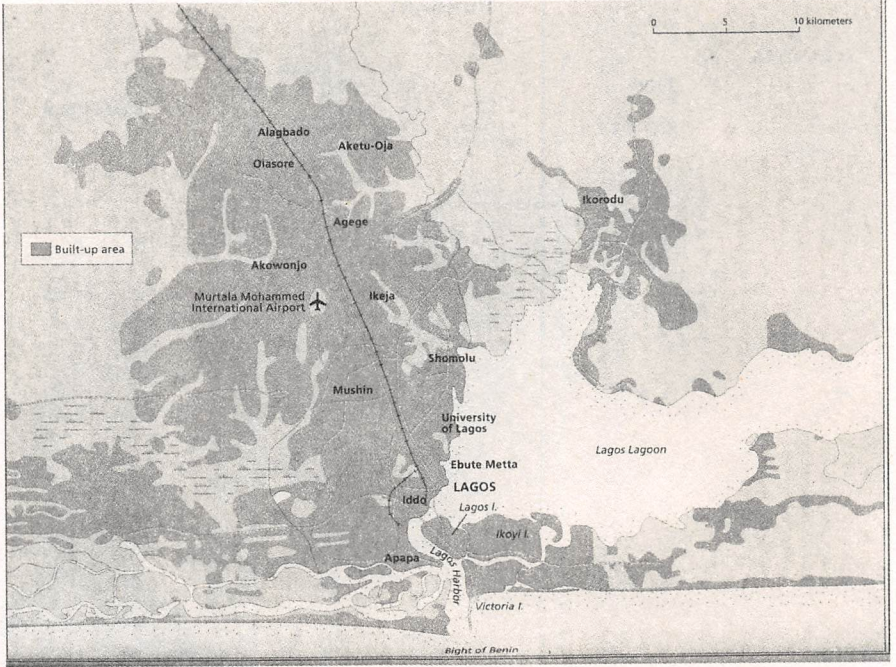 0 5 10 kilometers
Alagbado
Aketu-Oja
Olasore
Ikorodu
Agege
Built-up area
Akowonjo
Murtala Mohammed
International Airport
Ikeja
Shomolu
Mushin
University
of Lagos
Lagos Lagoon
Ebute Metta
LAGOS
Iddo
Lagos I.
Ikoyi I.
Apapa
Lagos Harbor
Victoria I.
Bight of Benin